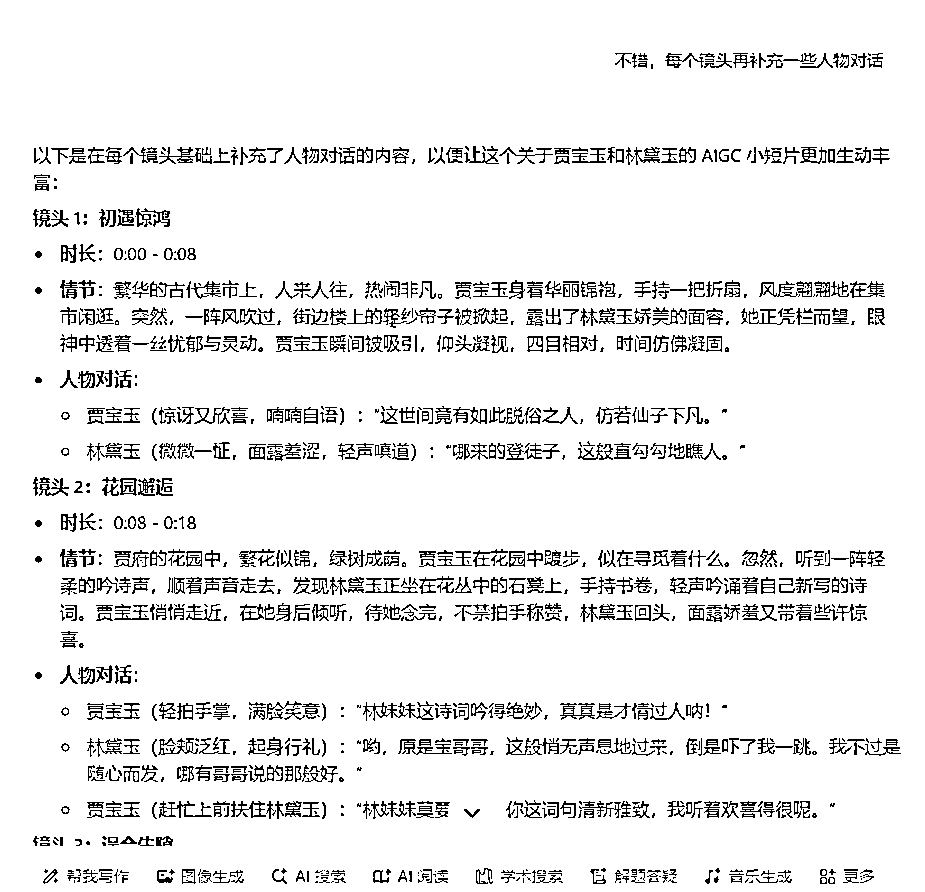 不错，每个镜头再补充一些人物对话
以下是在每个镜头基础上补充了人物对话的内容，以便让这个关于贾宝玉和林黛玉的 AIGC 小短片更加生动丰
富：
镜头 1：初遇惊鸿
• 时长：0:00 - 0:08
• 情节：繁华的古代集市上，人来人往，热闹非凡。贾宝玉身着华丽锦袍，手持一把折扇，风度翩翩地在集
市闲逛。突然，一阵风吹过，街边楼上的轻纱帘子被掀起，露出了林黛玉娇美的面容，她正凭栏而望，眼
神中透着一丝忧郁与灵动。贾宝玉瞬间被吸引，仰头凝视，四目相对，时间仿佛凝固。
• 人物对话：
○ 贾宝玉（惊讶又欣喜，喃喃自语）："这世间竟有如此脱俗之人，仿若仙子下凡。"
○ 林黛玉（微微一怔，面露羞涩，轻声嗔道）："哪来的登徒子，这般直勾勾地瞧人。"
镜头 2：花园邂逅
• 时长：0:08 - 0:18
• 情节：贾府的花园中，繁花似锦，绿树成荫。贾宝玉在花园中踱步，似在寻觅着什么。忽然，听到一阵轻
柔的吟诗声，顺着声音走去，发现林黛玉正坐在花丛中的石凳上，手持书卷，轻声吟诵着自己新写的诗
词。贾宝玉悄悄走近，在她身后倾听，待她念完，不禁拍手称赞，林黛玉回头，面露娇羞又带着些许惊
喜。
• 人物对话：
○ 贾宝玉（轻拍手掌，满脸笑意）："林妹妹这诗词吟得绝妙，真真是才情过人呐！"
○ 林黛玉（脸颊泛红，起身行礼）："哟，原是宝哥哥，这般悄无声息地过来，倒是吓了我一跳。我不过是
随心而发，哪有哥哥说的那般好。"
○ 贾宝玉（赶忙上前扶住林黛玉）："林妹妹莫要 你这词句清新雅致，我听着欢喜得很呢。"
镜头 3：误会生
帮我写作 图像生成 AI 搜索 AI 阅读 学术搜索 解题答疑 音乐生成 更多